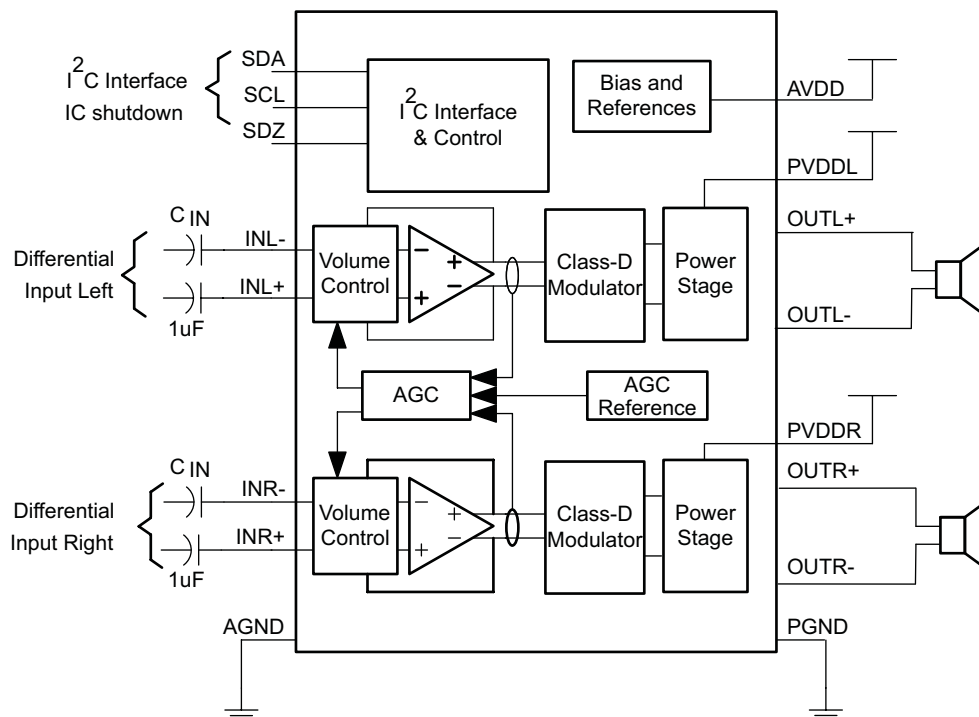 I2C Interface
IC shutdown
SDA
SCL
SDZ
I2C Interface
& Control
Bias and
References
AVDD
PVDDL
OUTL+
OUTL-
Differential
Input Left
CIN
1uF
INL-
INL+
Volume
Control
−
+
+
−
Class-D
Modulator
Power
Stage
AGC
AGC
Reference
PVDDR
OUTR+
OUTR-
Differential
Input Right
CIN
1uF
INR-
INR+
Volume
Control
−
+
+
−
Class-D
Modulator
Power
Stage
AGND
PGND